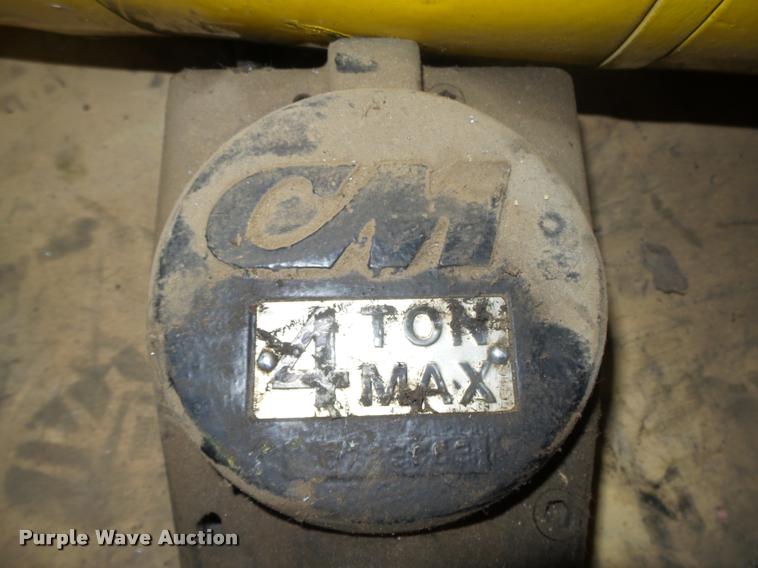 CM
4 TON
MAX
Purple Wave Auction